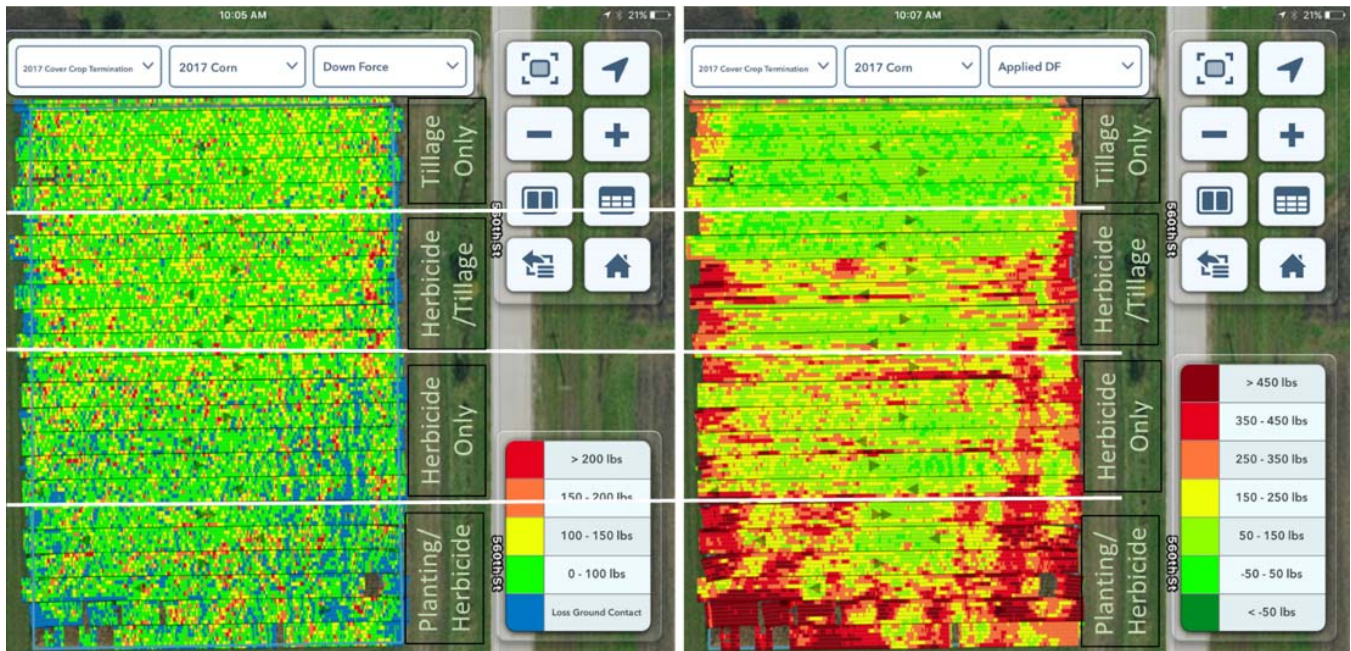 10:05 AM
21%
2017 Cover Crop Termination
2017 Corn
Down Force
Tillage
Only
Herbicide
/Tillage
Herbicide
Only
Planting/
Herbicide
560th St
560th St
> 200 lbs
150 - 200 lbs
100 - 150 lbs
0 - 100 lbs
Loss Ground Contact
10:07 AM
21%
2017 Cover Crop Termination
2017 Corn
Applied DF
Tillage
Only
Herbicide
/Tillage
Herbicide
Only
Planting/
Herbicide
560th St
560th St
> 450 lbs
350 - 450 lbs
250 - 350 lbs
150 - 250 lbs
50 - 150 lbs
-50 - 50 lbs
< -50 lbs